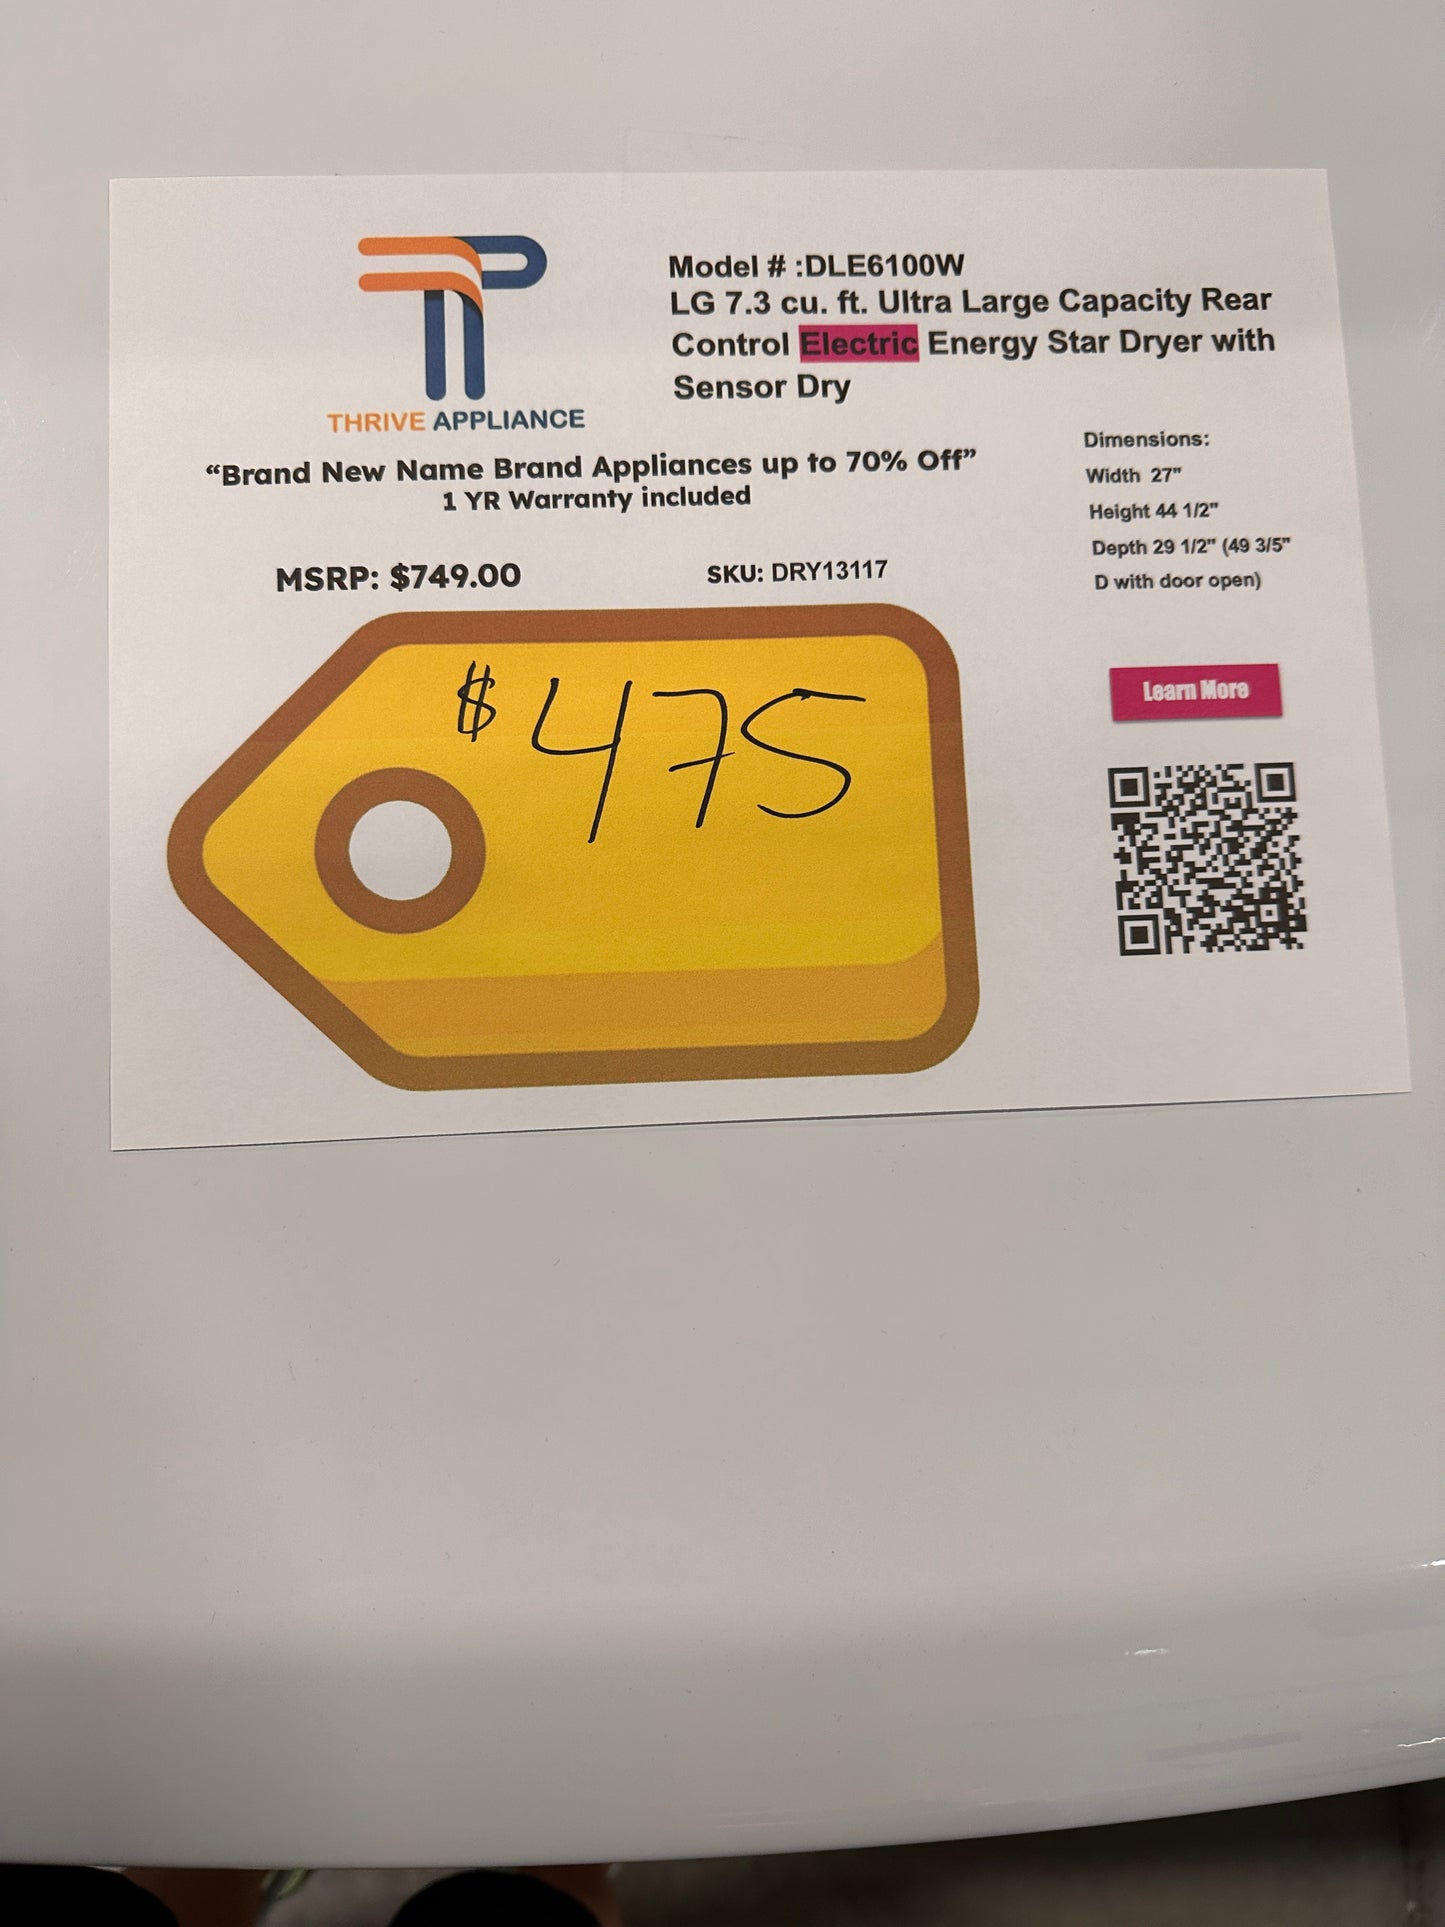 THRIVE APPLIANCE
Model # :DLE6100W
LG 7.3 cu. ft. Ultra Large Capacity Rear
Control Electric Energy Star Dryer with
Sensor Dry
“Brand New Name Brand Appliances up to 70% Off”
1 YR Warranty included
MSRP: $749.00
SKU: DRY13117
Dimensions:
Width 27"
Height 44 1/2"
Depth 29 1/2" (49 3/5"
D with door open)
$475
Learn More